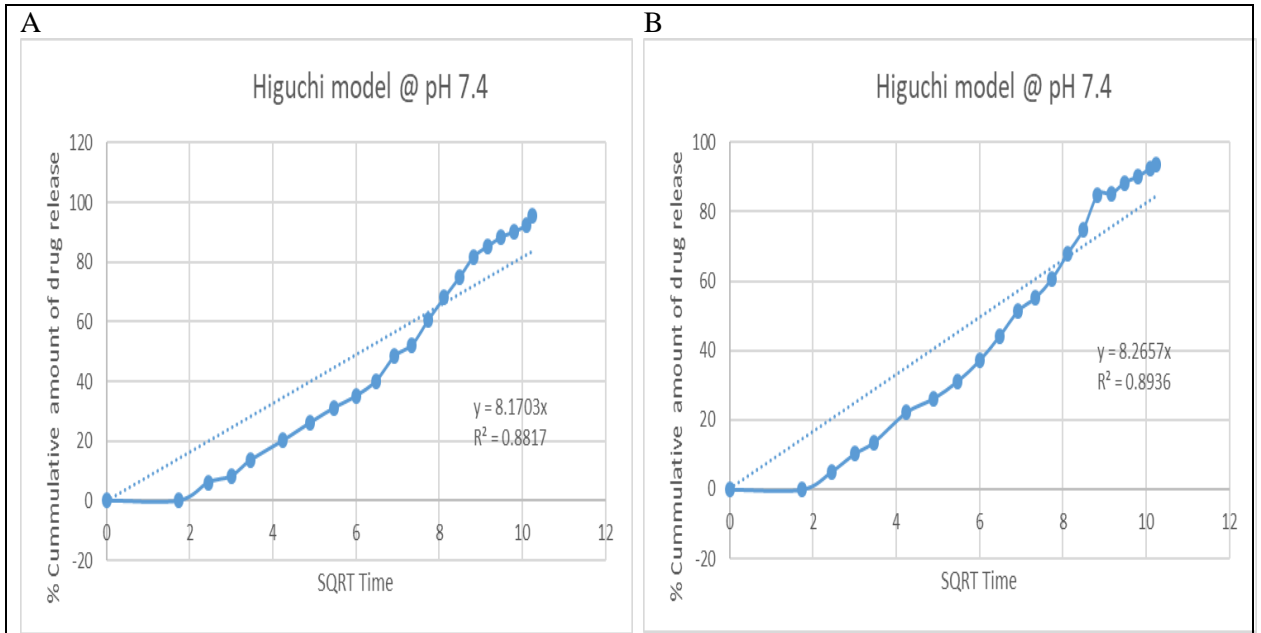 A
Higuchi model @ pH 7.4
% Cummulative amount of drug release
120
100
80
60
40
20
0
-20
0 2 4 6 8 10 12
y = 8.1703x
R² = 0.8817
SQRT Time
B
Higuchi model @ pH 7.4
% Cummulative amount of drug release
100
80
60
40
20
0
-20
0 2 4 6 8 10 12
y = 8.2657x
R² = 0.8936
SQRT Time